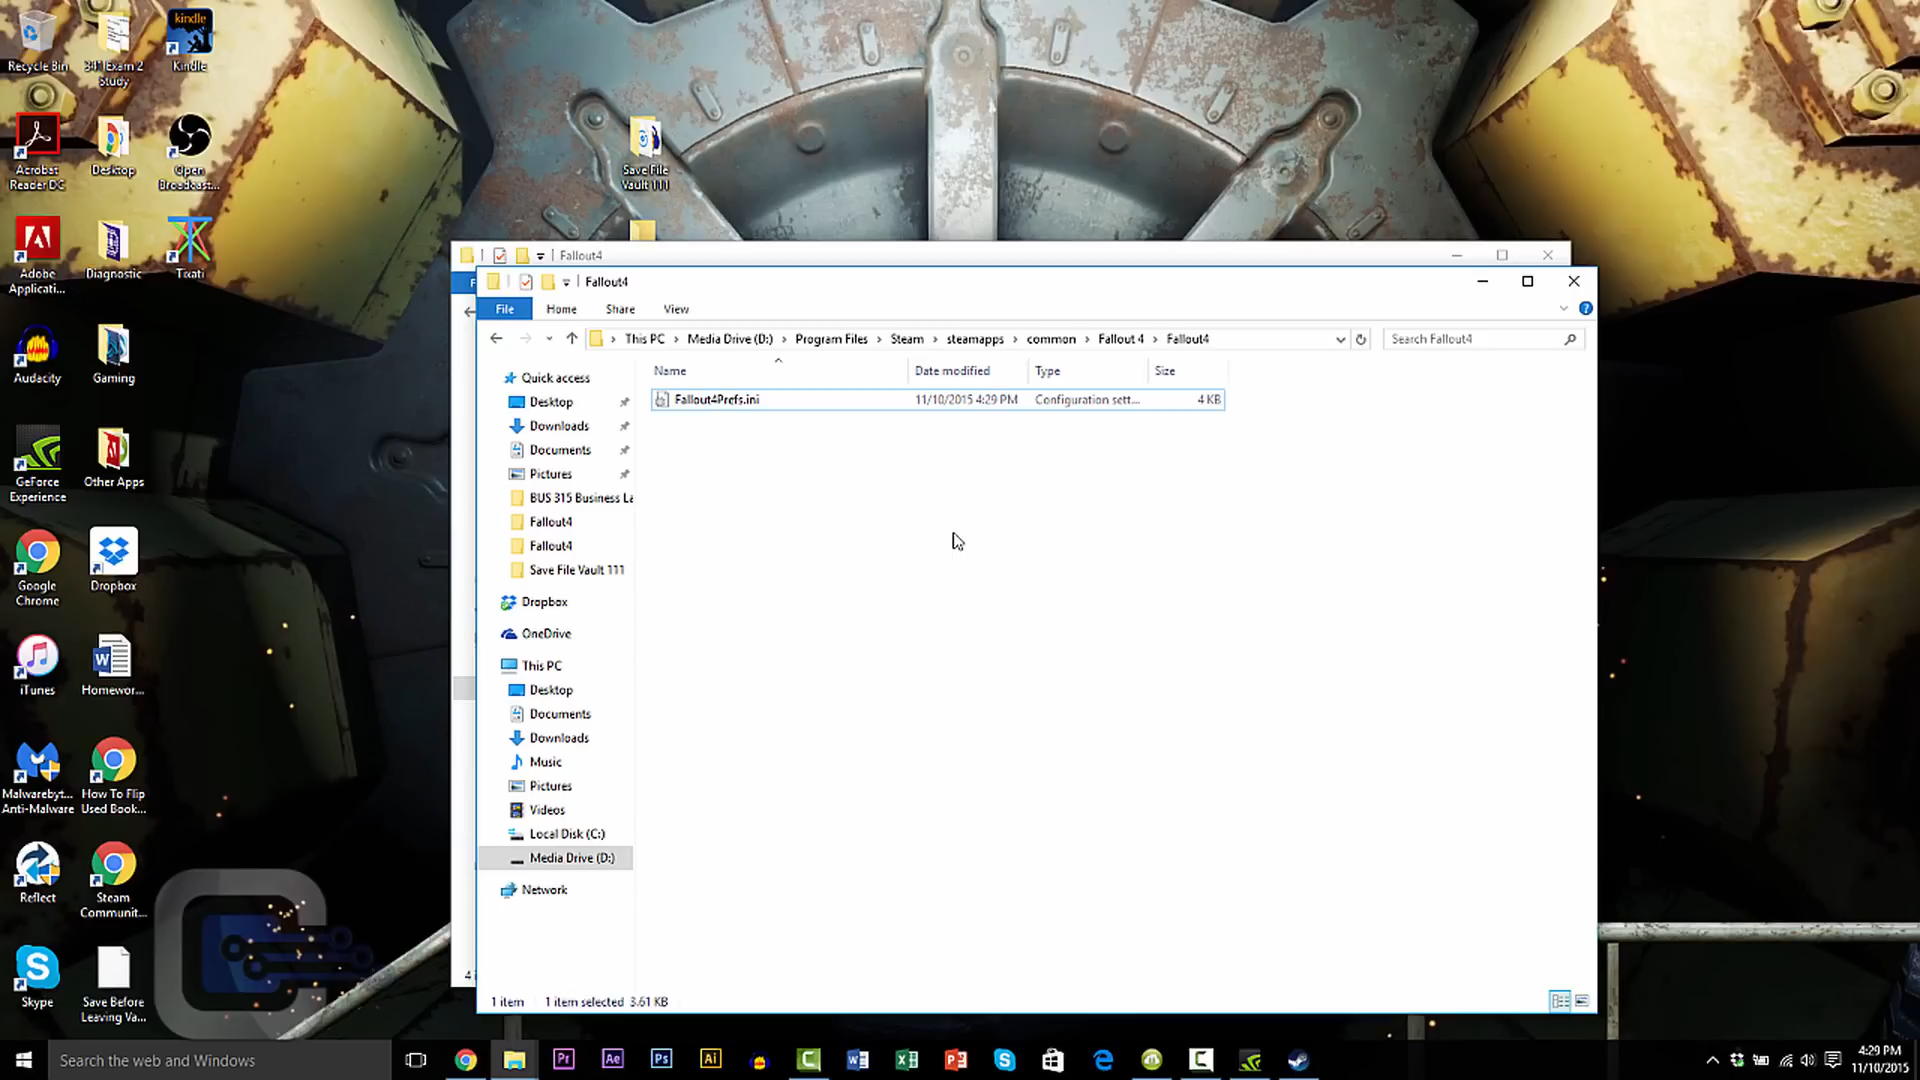 Recycle Bin
341 Exam 2
Study
kindle
Kindle
Acrobat
Reader DC
Desktop
Open
Broadcast...
Save File
Vault 111
Adobe
Applicati...
Diagnostic
Tixati
Audacity
Gaming
GeForce
Experience
Other Apps
Google
Chrome
Dropbox
iTunes
Homewor...
Malwarebyt...
Anti-Malware
How To Flip
Used Book...
Reflect
Steam
Communit...
Skype
Save Before
Leaving Va...
Fallout4
Fallout4
File
Home
Share
View
This PC
Media Drive (D:)
Program Files
Steam
steamapps
common
Fallout 4
Fallout4
Search Fallout4
Name
Date modified
Type
Size
Fallout4Prefs.ini
11/10/2015 4:29 PM
Configuration sett...
4 KB
Quick access
Desktop
Downloads
Documents
Pictures
BUS 315 Business La
Fallout4
Fallout4
Save File Vault 111
Dropbox
OneDrive
This PC
Desktop
Documents
Downloads
Music
Pictures
Videos
Local Disk (C:)
Media Drive (D:)
Network
1 item
1 item selected 3.61 KB
Search the web and Windows
Pr
Ae
Ps
Ai
4:29 PM
11/10/2015